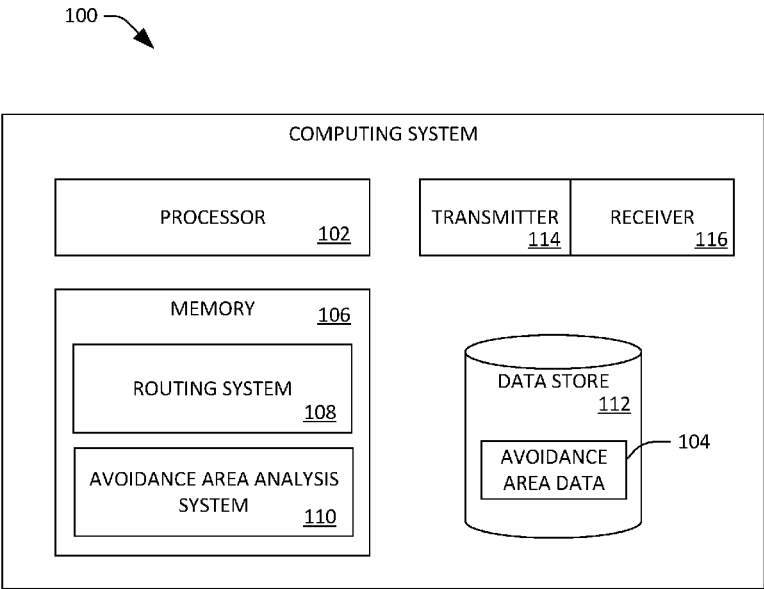 100
COMPUTING SYSTEM
PROCESSOR
102
TRANSMITTER
114
RECEIVER
116
MEMORY
106
ROUTING SYSTEM
108
AVOIDANCE AREA ANALYSIS
SYSTEM
110
DATA STORE
112
104
AVOIDANCE
AREA DATA